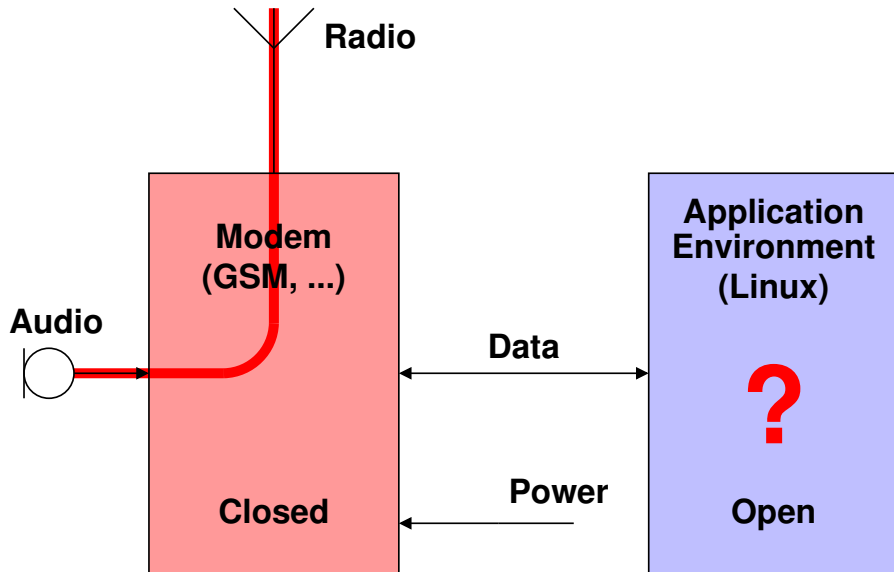 Radio
Modem
(GSM, ...)
Application
Environment
(Linux)
Audio
Data
?
Power
Closed
Open